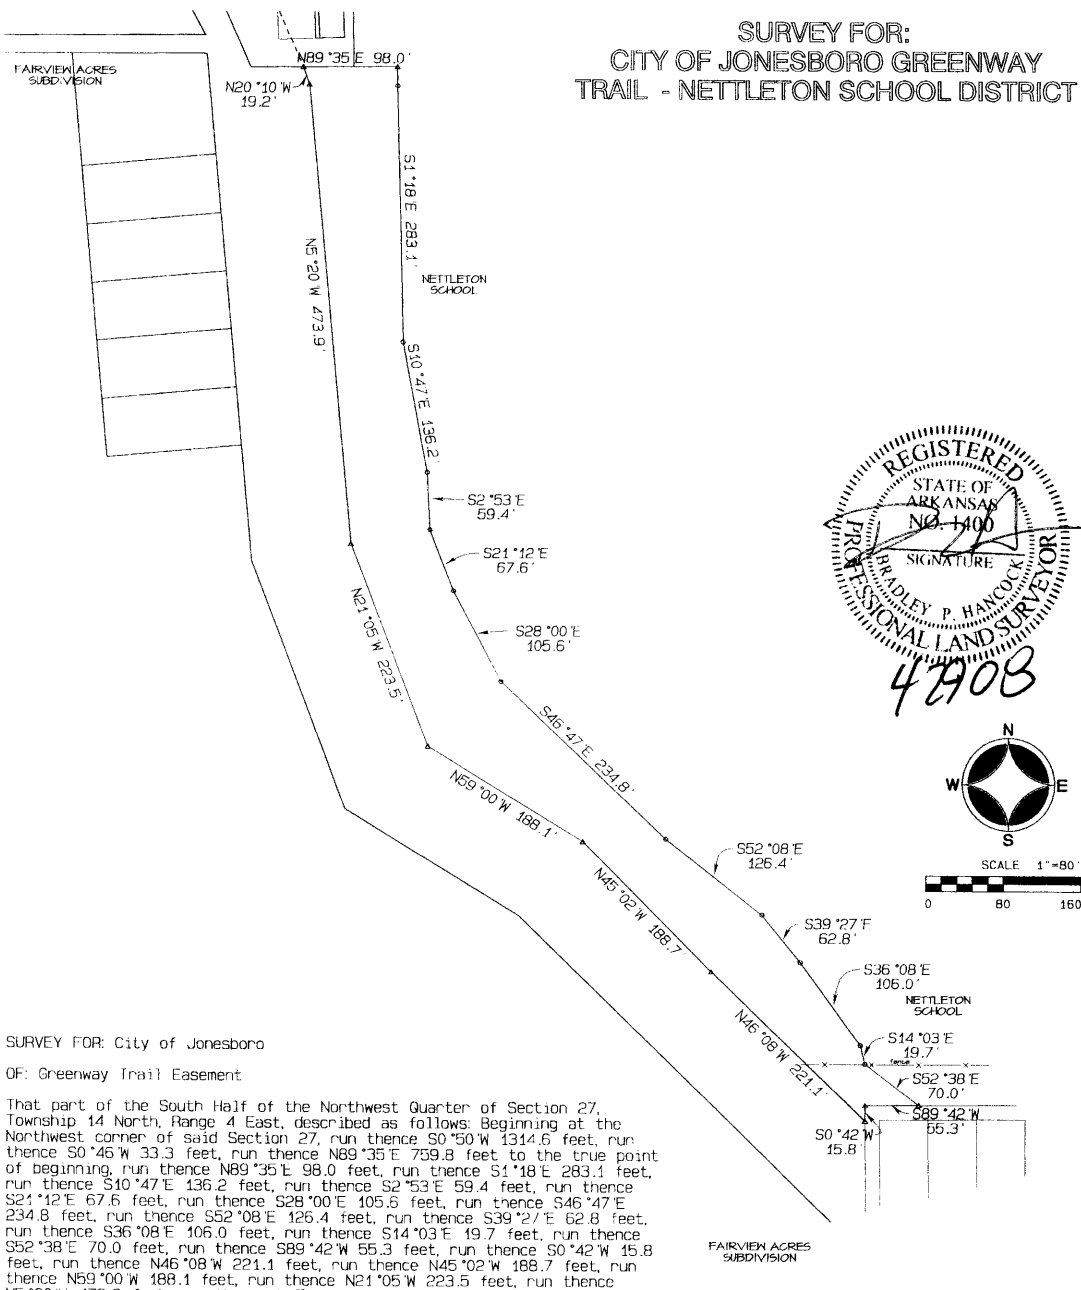 SURVEY FOR:
CITY OF JONESBORO GREENWAY
TRAIL - NETTLETON SCHOOL DISTRICT
FAIRVIEW ACRES
SUBDIVISION
N89°35'E 98.0'
N20°10'W
19.2'
S1°18'E 283.1'
N5°20'W 473.9'
NETTLETON
SCHOOL
S10°47'E 136.2'
S2°53'E
59.4'
S21°12'E
67.6'
S28°00'E
105.6'
N21°05'W 223.5'
S46°47'E 234.8'
N59°00'W 188.1'
S52°08'E
126.4'
N45°02'W 188.7'
S39°27'E
62.8'
S36°08'E
106.0'
NETTLETON
SCHOOL
N46°08'W 221.1'
S14°03'E
19.7'
fence
S52°38'E
70.0'
S89°42'W
55.3'
S0°42'W
15.8'
FAIRVIEW ACRES
SUBDIVISION
REGISTERED
STATE OF
ARKANSAS
NO. 1400
SIGNATURE
BRADLEY P. HANCOCK
PROFESSIONAL LAND SURVEYOR
N
W E
S
SCALE 1"=80'
0 80 160
SURVEY FOR: City of Jonesboro
OF: Greenway Trail Easement
That part of the South Half of the Northwest Quarter of Section 27,
Township 14 North, Range 4 East, described as follows: Beginning at the
Northwest corner of said Section 27, run thence S0°50'W 1314.6 feet, run
thence S0°46'W 33.3 feet, run thence N89°35'E 759.8 feet to the true point
of beginning, run thence N89°35'E 98.0 feet, run thence S1°18'E 283.1 feet,
run thence S10°47'E 136.2 feet, run thence S2°53'E 59.4 feet, run thence
S21°12'E 67.6 feet, run thence S28°00'E 105.6 feet, run thence S46°47'E
234.8 feet, run thence S52°08'E 126.4 feet, run thence S39°27'E 62.8 feet,
run thence S36°08'E 106.0 feet, run thence S14°03'E 19.7 feet, run thence
S52°38'E 70.0 feet, run thence S89°42'W 55.3 feet, run thence S0°42'W 15.8
feet, run thence N46°08'W 221.1 feet, run thence N45°02'W 188.7 feet, run
thence N59°00'W 188.1 feet, run thence N21°05'W 223.5 feet, run thence